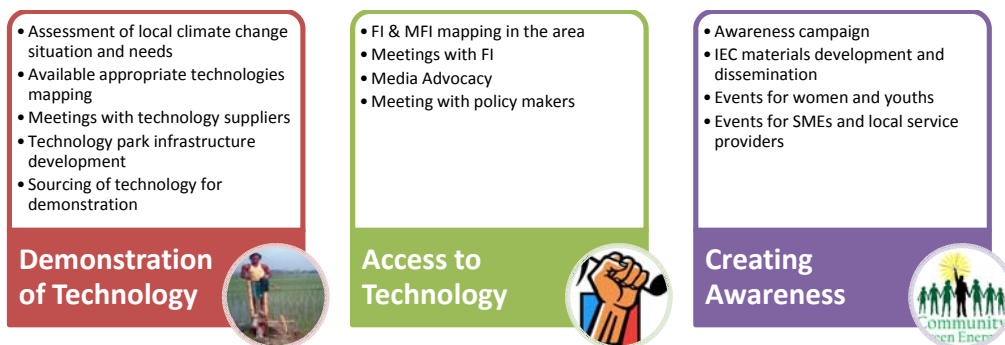 • Assessment of local climate change
situation and needs
• Available appropriate technologies
mapping
• Meetings with technology suppliers
• Technology park infrastructure
development
• Sourcing of technology for
demonstration
Demonstration
of Technology
• FI & MFI mapping in the area
• Meetings with FI
• Media Advocacy
• Meeting with policy makers
Access to
Technology
• Awareness campaign
• IEC materials development and
dissemination
• Events for women and youths
• Events for SMEs and local service
providers
Creating
Awareness
Community